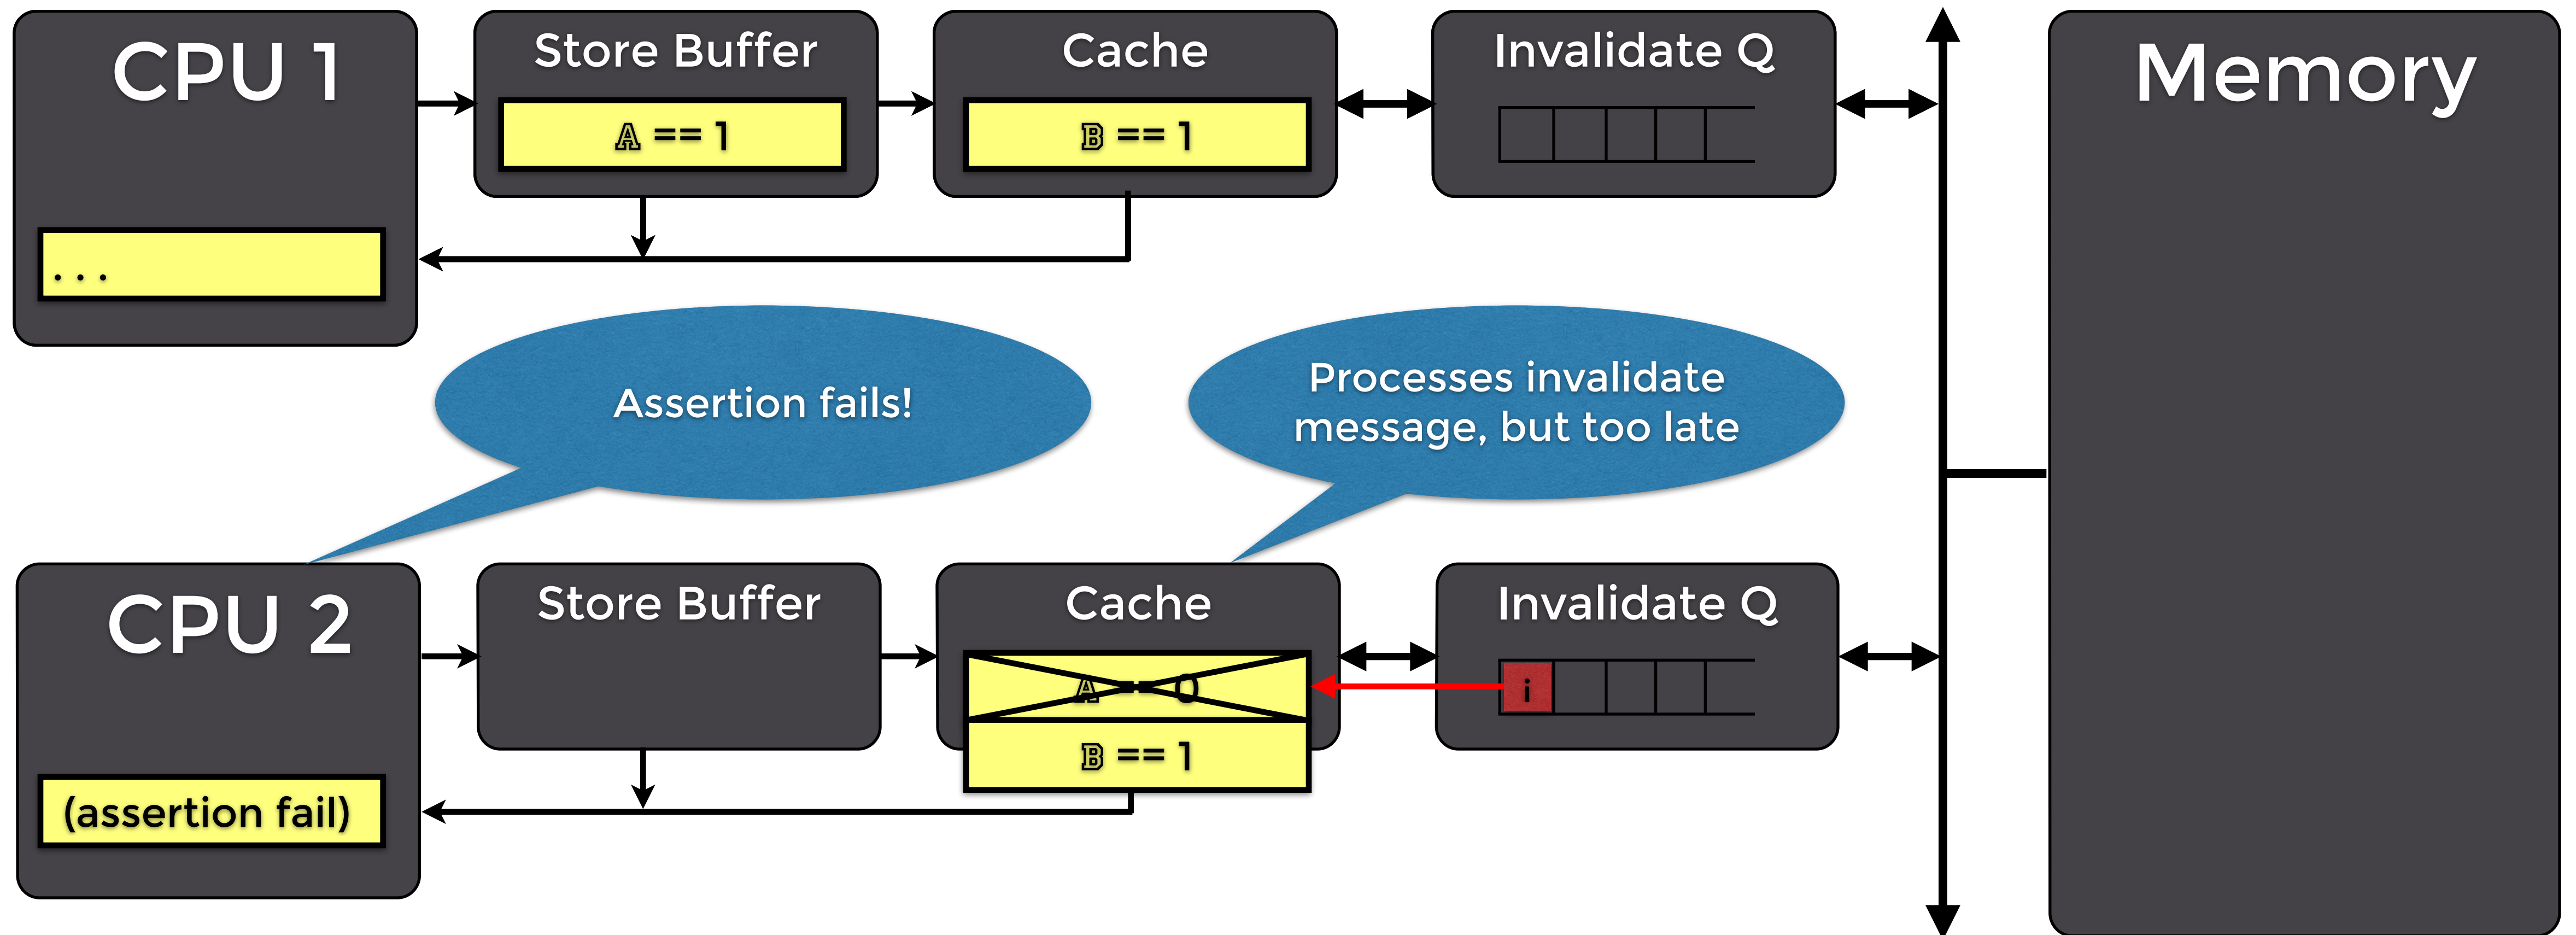 CPU 1
Store Buffer
A == 1
Cache
B == 1
Invalidate Q
Memory
. . .
Assertion fails!
Processes invalidate
message, but too late
CPU 2
Store Buffer
Cache
A == 0
B == 1
Invalidate Q
i
(assertion fail)